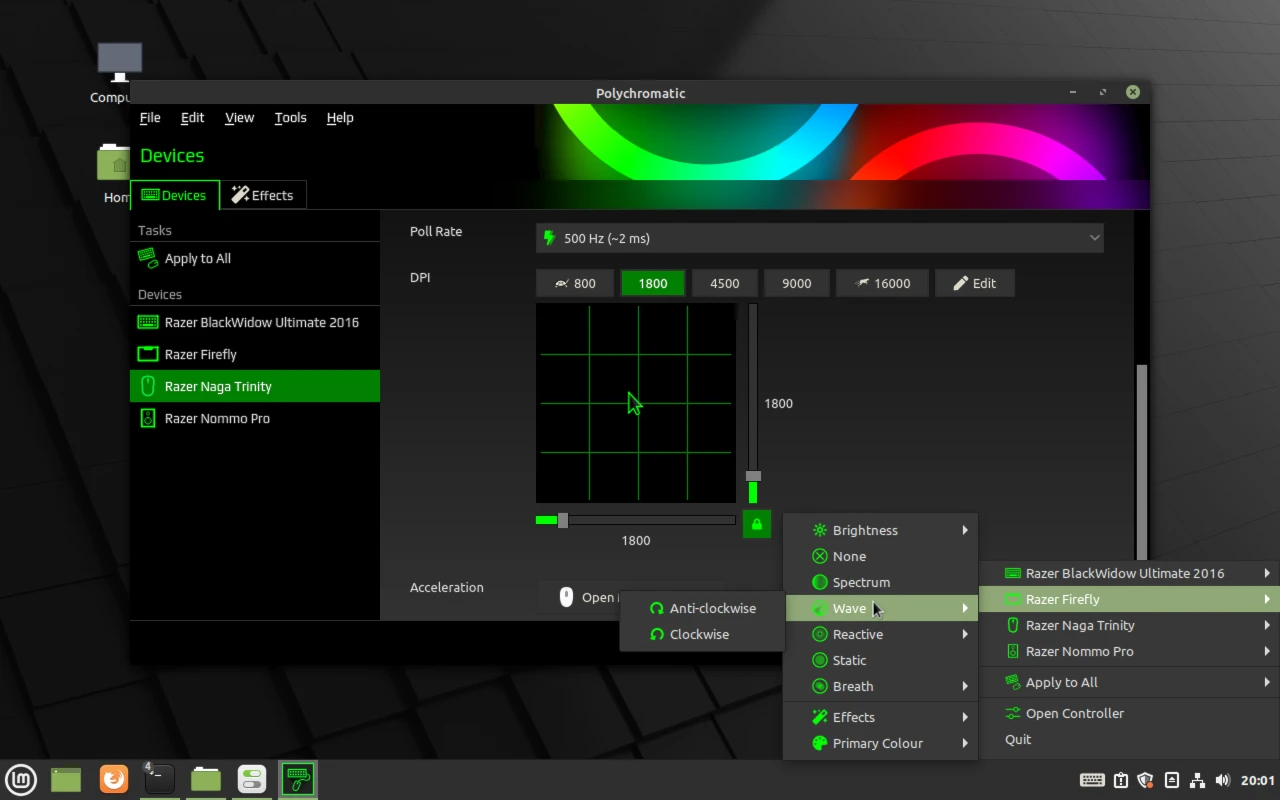 Compu
Hom
Polychromatic
File Edit View Tools Help
Devices
Devices Effects
Tasks
Apply to All
Devices
Razer BlackWidow Ultimate 2016
Razer Firefly
Razer Naga Trinity
Razer Nommo Pro
Poll Rate 500 Hz (~2 ms)
DPI 800 1800 4500 9000 16000 Edit
1800
1800
Acceleration Open
Anti-clockwise
Clockwise
Brightness
None
Spectrum
Wave
Reactive
Static
Breath
Effects
Primary Colour
Razer BlackWidow Ultimate 2016
Razer Firefly
Razer Naga Trinity
Razer Nommo Pro
Apply to All
Open Controller
Quit
lm 4 20:01